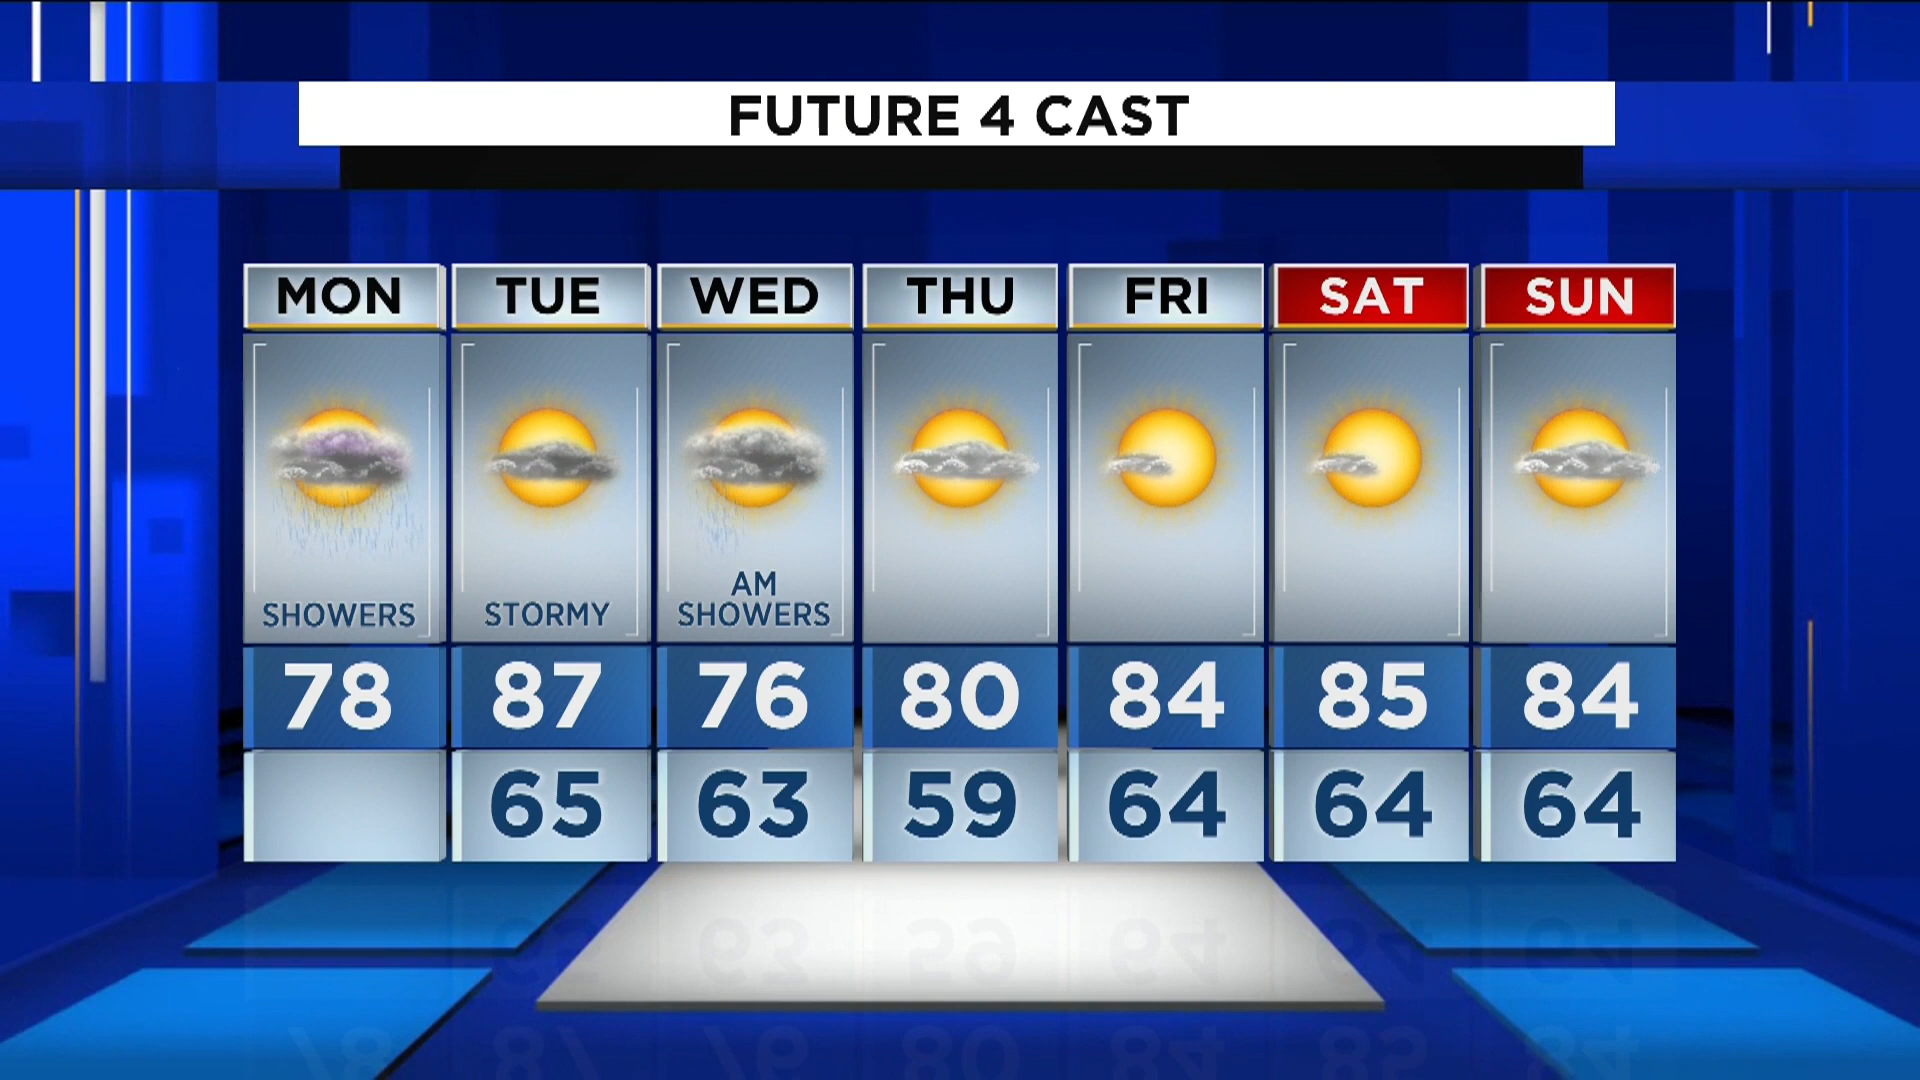 FUTURE 4 CAST
MON TUE WED THU FRI SAT SUN
SHOWERS STORMY AM SHOWERS
78 87 76 80 84 85 84
65 63 59 64 64 64